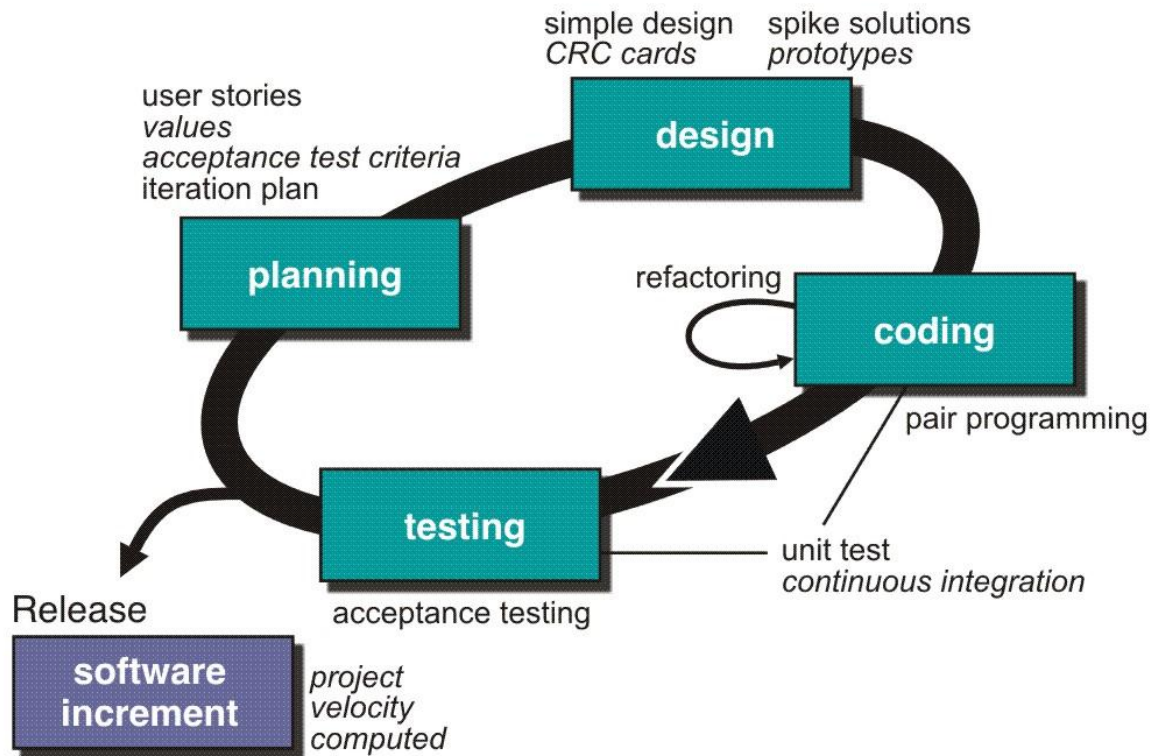 simple design
CRC cards
spike solutions
prototypes
user stories
values
acceptance test criteria
iteration plan
design
planning
refactoring
coding
pair programming
testing
unit test
continuous integration
acceptance testing
Release
software
increment
project
velocity
computed